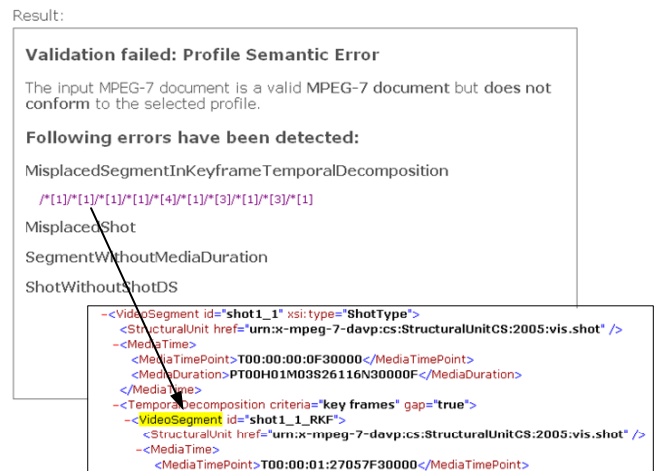 Result:
Validation failed: Profile Semantic Error
The input MPEG-7 document is a valid MPEG-7 document but does not
conform to the selected profile.
Following errors have been detected:
MisplacedSegmentInKeyframeTemporalDecomposition
/*[1]/*[1]/*[1]/*[1]/*[4]/*[1]/*[3]/*[1]/*[3]/*[1]
MisplacedShot
SegmentWithoutMediaDuration
ShotWithoutShotDS
-<VideoSegment id="shot1_1" xsi:type="ShotType">
<StructuralUnit href="urn:x-mpeg-7-davp:cs:StructuralUnitCS:2005:vis.shot" />
-<MediaTime>
<MediaTimePoint>T00:00:00:0F30000</MediaTimePoint>
<MediaDuration>PT00H01M03S26116N30000F</MediaDuration>
</MediaTime>
-<TemporalDecomposition criteria="key frames" gap="true">
-<VideoSegment id="shot1_1_RKF">
<StructuralUnit href="urn:x-mpeg-7-davp:cs:StructuralUnitCS:2005:vis.shot" />
-<MediaTime>
<MediaTimePoint>T00:00:01:27057F30000</MediaTimePoint>